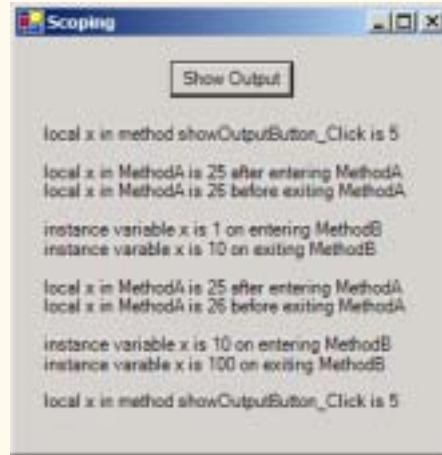 Scoping
Show Output
local x in method showOutputButton_Click is 5
local x in MethodA is 25 after entering MethodA
local x in MethodA is 26 before exiting MethodA
instance variable x is 1 on entering MethodB
instance varable x is 10 on exiting MethodB
local x in MethodA is 25 after entering MethodA
local x in MethodA is 26 before exiting MethodA
instance variable x is 10 on entering MethodB
instance varable x is 100 on exiting MethodB
local x in method showOutputButton_Click is 5